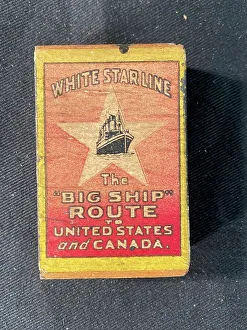 WHITE STAR LINE
The
"BIG SHIP"
ROUTE
TO
UNITED STATES
and CANADA.